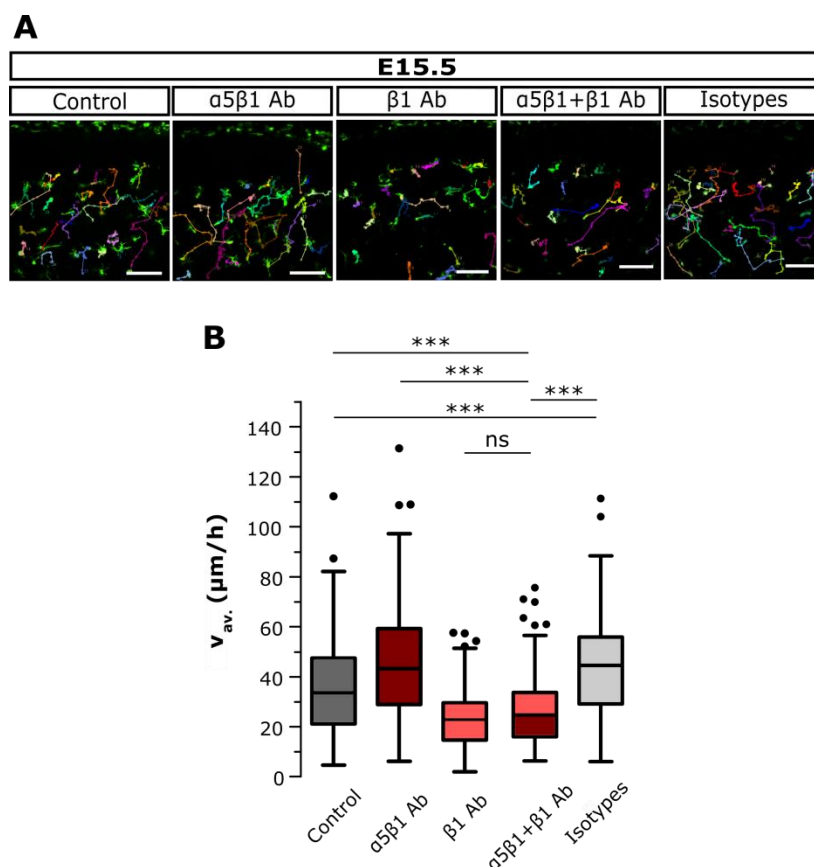 A
E15.5
Control α5β1 Ab β1 Ab α5β1+β1 Ab Isotypes
B
***
***
***
***
ns
140
120
100
80
60
40
20
0
v av. (µm/h)
Control
α5β1 Ab
β1 Ab
α5β1+β1 Ab
Isotypes